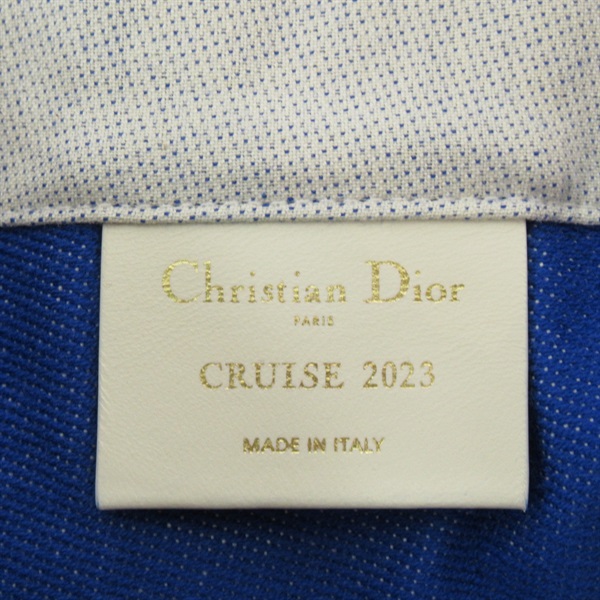 Christian Dior
PARIS
CRUISE 2023
MADE IN ITALY